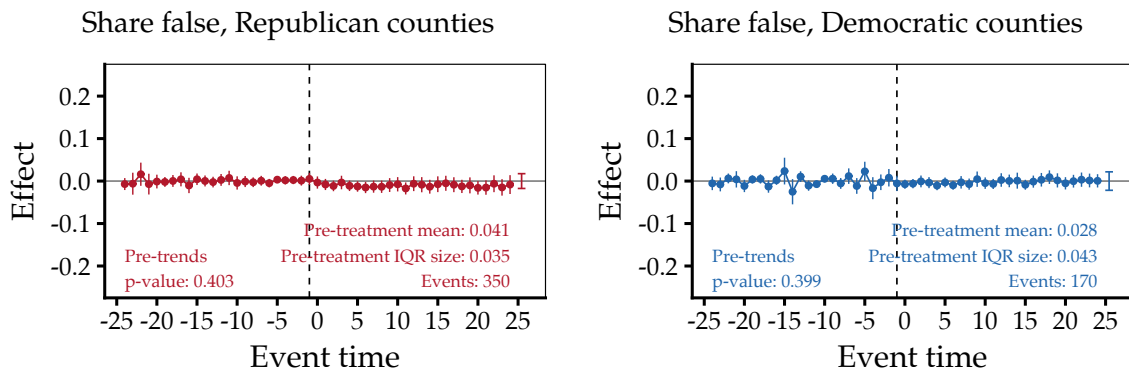 Share false, Republican counties
Effect
0.2
0.1
0.0
-0.1
-0.2
Pre-treatment mean: 0.041
Pre-trends Pre-treatment IQR size: 0.035
p-value: 0.403 Events: 350
-25 -20 -15 -10 -5 0 5 10 15 20 25
Event time
Share false, Democratic counties
Effect
0.2
0.1
0.0
-0.1
-0.2
Pre-treatment mean: 0.028
Pre-trends Pre-treatment IQR size: 0.043
p-value: 0.399 Events: 170
-25 -20 -15 -10 -5 0 5 10 15 20 25
Event time